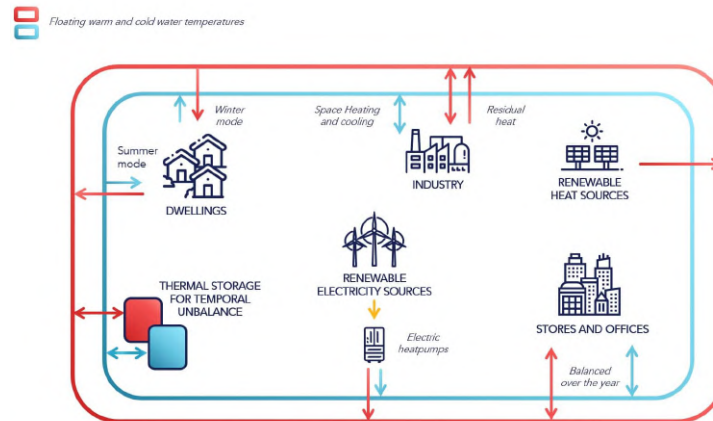 Floating warm and cold water temperatures
Winter
mode
Space Heating
and cooling
Residual
heat
Summer
mode
DWELLINGS
INDUSTRY
RENEWABLE
HEAT SOURCES
RENEWABLE
ELECTRICITY SOURCES
THERMAL STORAGE
FOR TEMPORAL
UNBALANCE
STORES AND OFFICES
Electric
heatpumps
Balanced
over the year